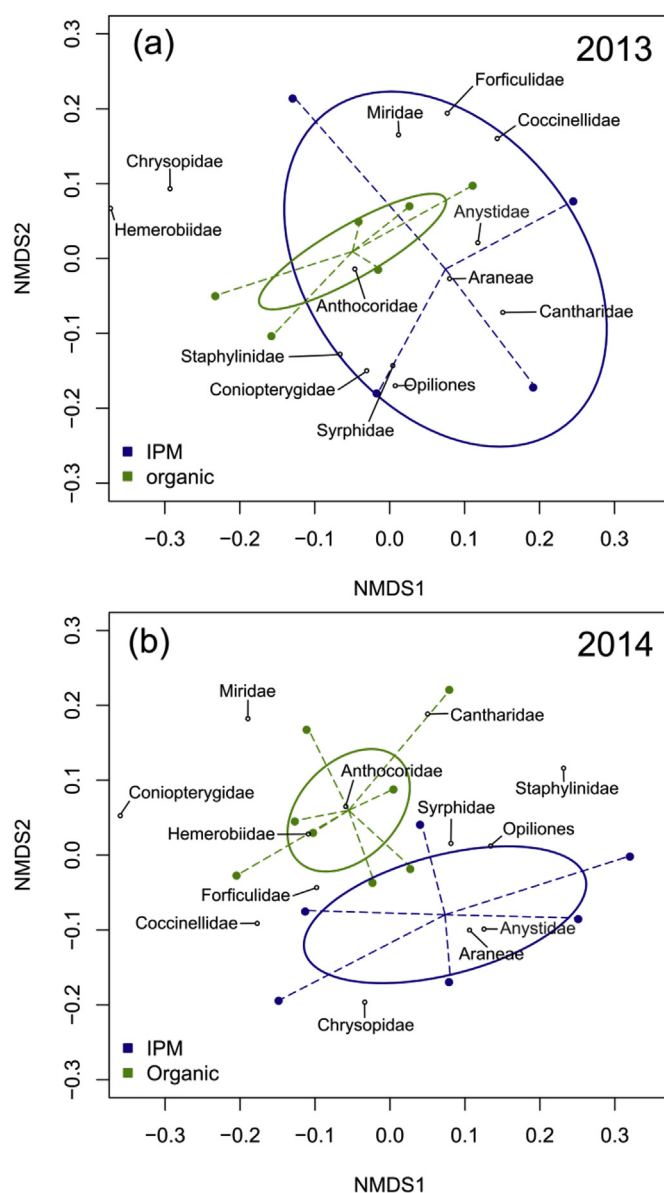 (a)
2013
Forficulidae
Miridae
Coccinellidae
Chrysopidae
Hemerobiidae
Anystidae
Araneae
Anthocoridae
Cantharidae
Staphylinidae
Coniopterygidae
Opiliones
Syrphidae
IPM
organic
0.3
0.2
0.1
0.0
−0.1
−0.2
−0.3
NMDS2
−0.3 −0.2 −0.1 0.0 0.1 0.2 0.3
NMDS1
(b)
2014
Miridae
Cantharidae
Anthocoridae
Coniopterygidae
Staphylinidae
Syrphidae
Opiliones
Hemerobiidae
Forficulidae
Coccinellidae
Anystidae
Araneae
Chrysopidae
IPM
Organic
0.3
0.2
0.1
0.0
−0.1
−0.2
−0.3
NMDS2
−0.3 −0.2 −0.1 0.0 0.1 0.2 0.3
NMDS1